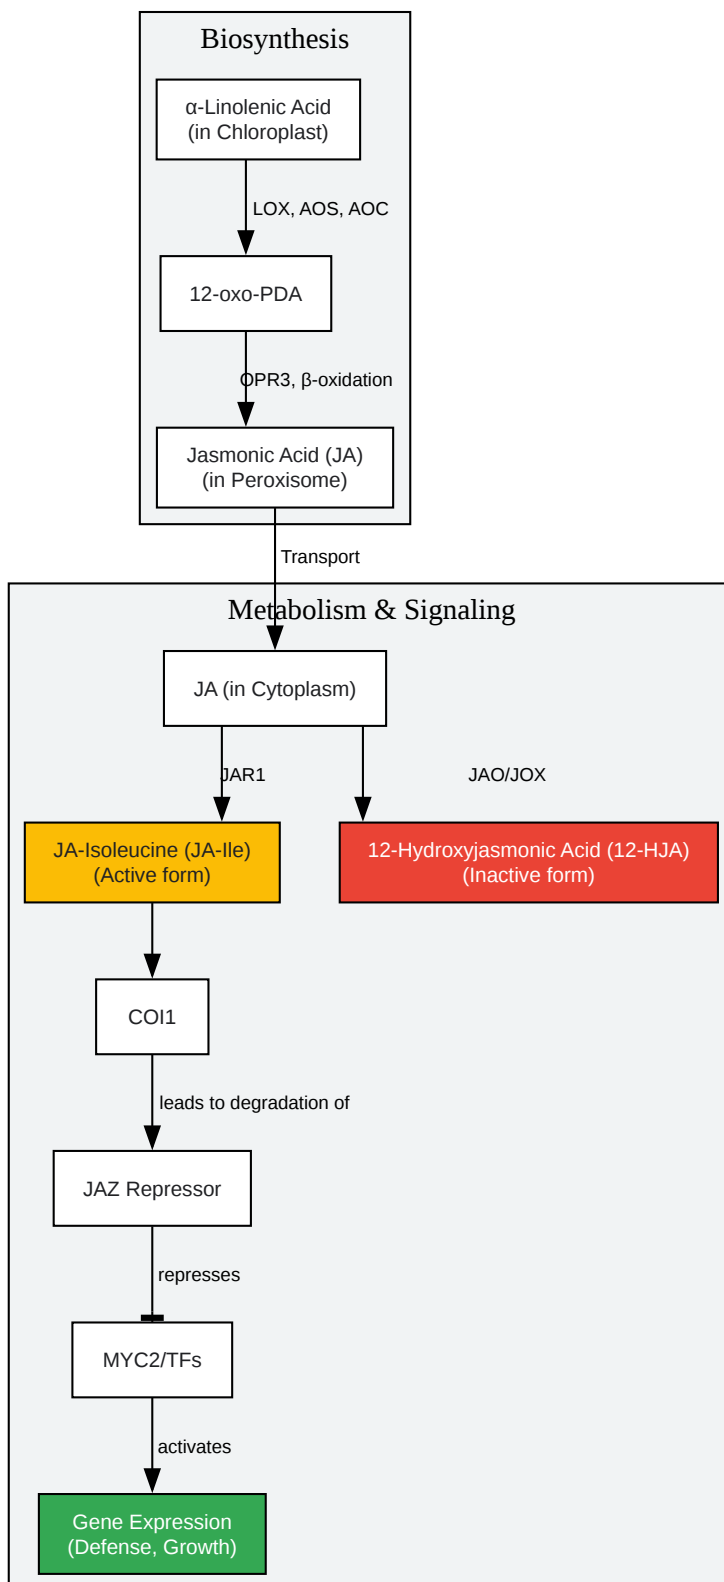 Biosynthesis
α-Linolenic Acid
(in Chloroplast)
LOX, AOS, AOC
12-oxo-PDA
OPR3, β-oxidation
Jasmonic Acid (JA)
(in Peroxisome)
Transport
Metabolism & Signaling
JA (in Cytoplasm)
JAR1
JAO/JOX
JA-Isoleucine (JA-Ile)
(Active form)
12-Hydroxyjasmonic Acid (12-HJA)
(Inactive form)
COI1
leads to degradation of
JAZ Repressor
represses
MYC2/TFs
activates
Gene Expression
(Defense, Growth)